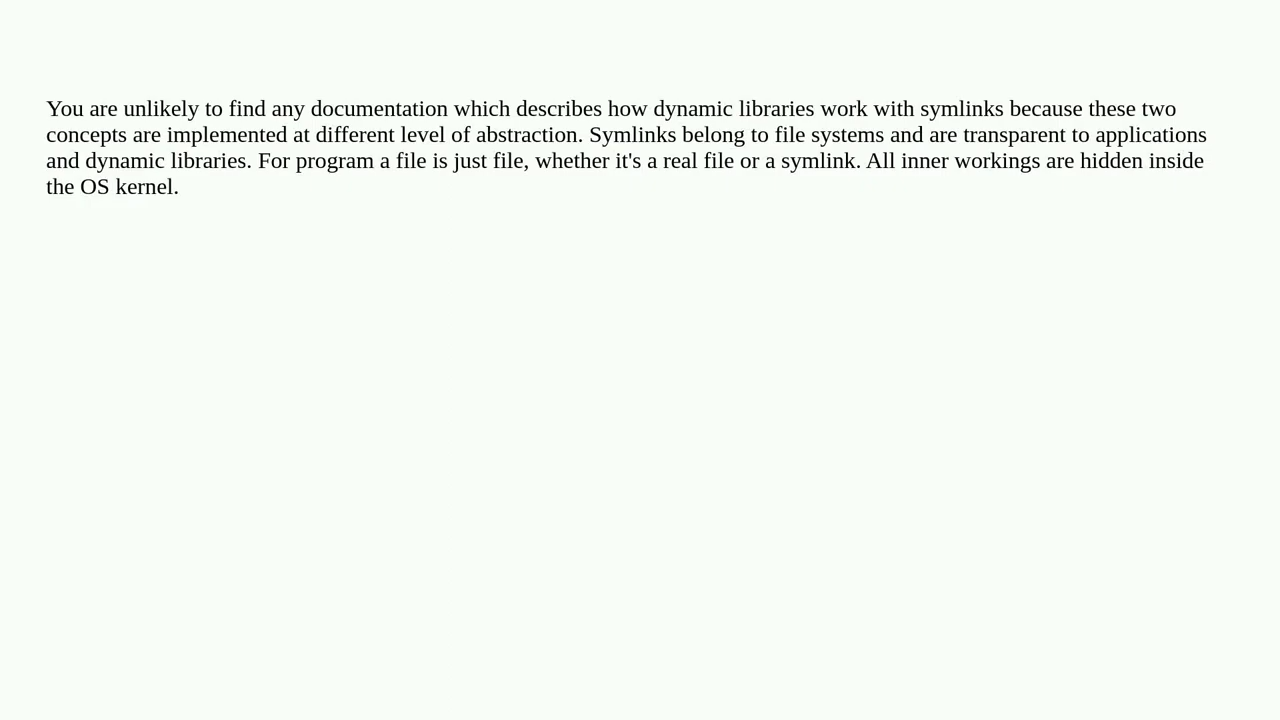 You are unlikely to find any documentation which describes how dynamic libraries work with symlinks because these two
concepts are implemented at different level of abstraction. Symlinks belong to file systems and are transparent to applications
and dynamic libraries. For program a file is just file, whether it's a real file or a symlink. All inner workings are hidden inside
the OS kernel.